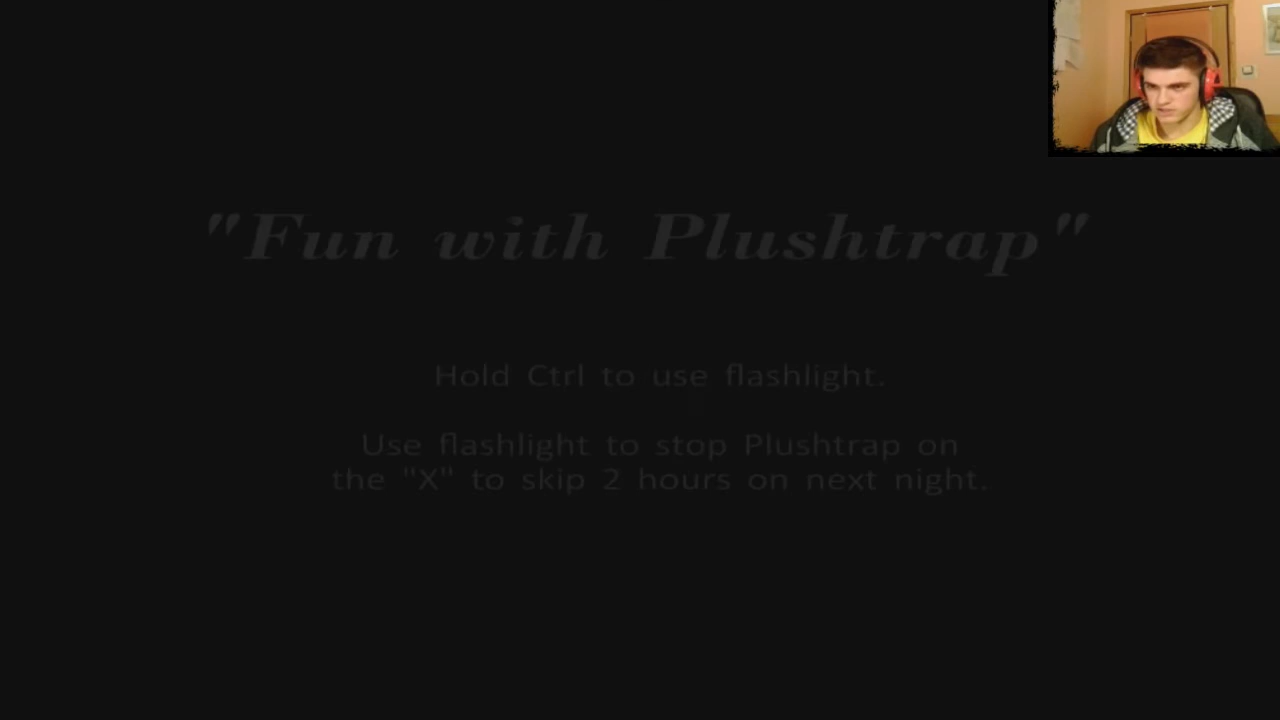 "Fun with Plushtrap"
Hold Ctrl to use flashlight.
Use flashlight to stop Plushtrap on
the "X" to skip 2 hours on next night.